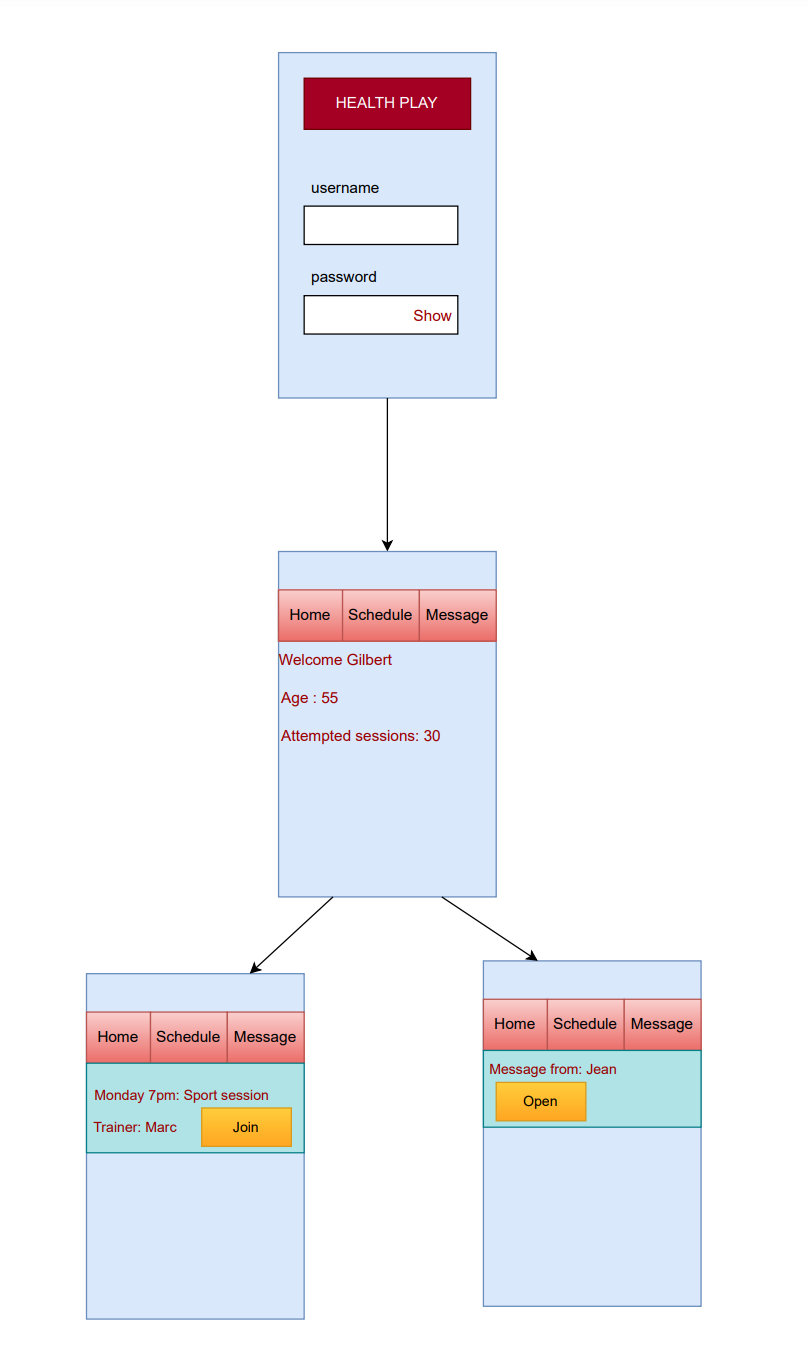 HEALTH PLAY
username
password
Show
Home Schedule Message
Welcome Gilbert
Age : 55
Attempted sessions: 30
Home Schedule Message
Monday 7pm: Sport session
Trainer: Marc Join
Home Schedule Message
Message from: Jean
Open